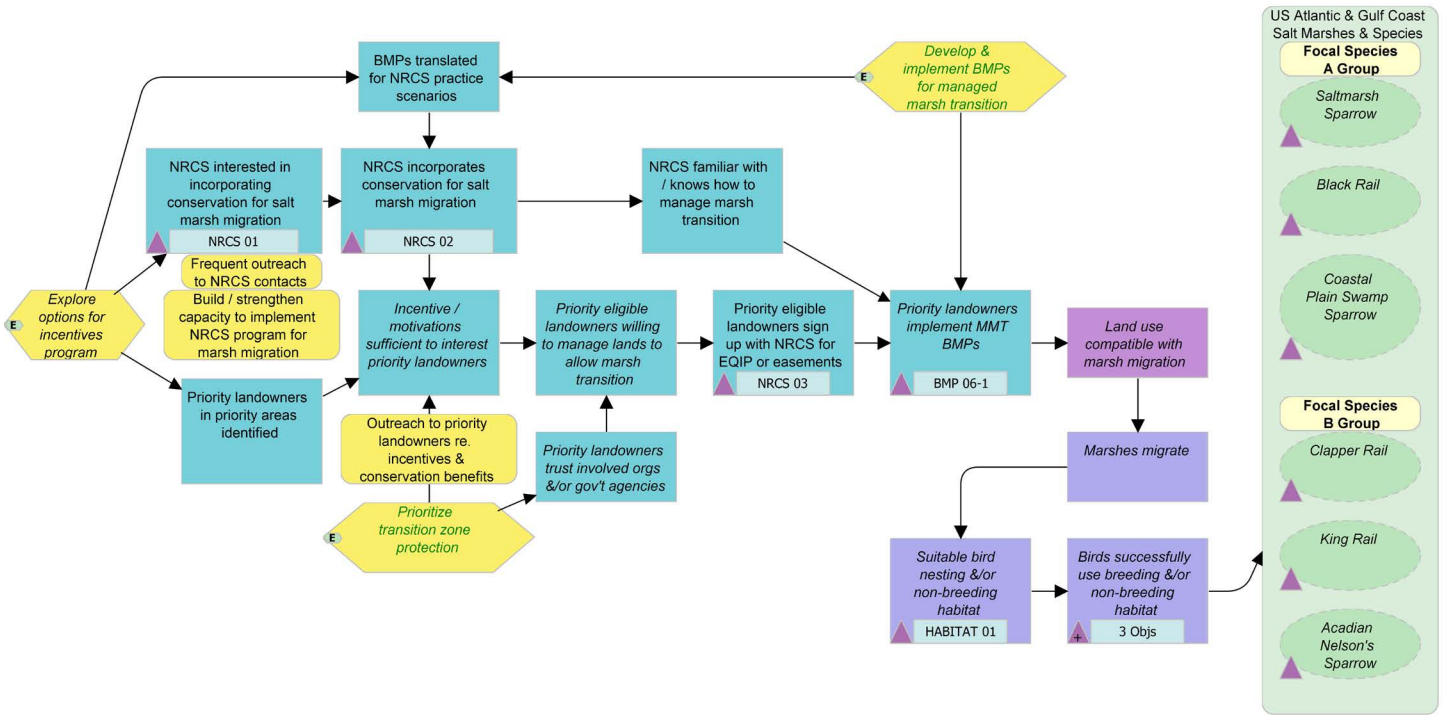 US Atlantic & Gulf Coast
Salt Marshes & Species
Focal Species
A Group
Saltmarsh
Sparrow
Black Rail
Coastal
Plain Swamp
Sparrow
Focal Species
B Group
Clapper Rail
King Rail
Acadian
Nelson's
Sparrow
BMPs translated
for NRCS practice
scenarios
E
Develop &
implement BMPs
for managed
marsh transition
NRCS interested in
incorporating
conservation for salt
marsh migration
NRCS 01
NRCS incorporates
conservation for salt
marsh migration
NRCS 02
NRCS familiar with
/ knows how to
manage marsh
transition
Frequent outreach
to NRCS contacts
Build / strengthen
capacity to implement
NRCS program for
marsh migration
E
Explore
options for
incentives
program
Incentive /
motivations
sufficient to interest
priority landowners
Priority eligible
landowners willing
to manage lands to
allow marsh
transition
Priority eligible
landowners sign
up with NRCS for
EQIP or easements
NRCS 03
Priority landowners
implement MMT
BMPs
BMP 06-1
Land use
compatible with
marsh migration
Priority landowners
in priority areas
identified
Outreach to priority
landowners re.
incentives &
conservation benefits
Priority landowners
trust involved orgs
&/or gov't agencies
Marshes migrate
E
Prioritize
transition zone
protection
Suitable bird
nesting &/or
non-breeding
habitat
HABITAT 01
Birds successfully
use breeding &/or
non-breeding
habitat
+
3 Objs